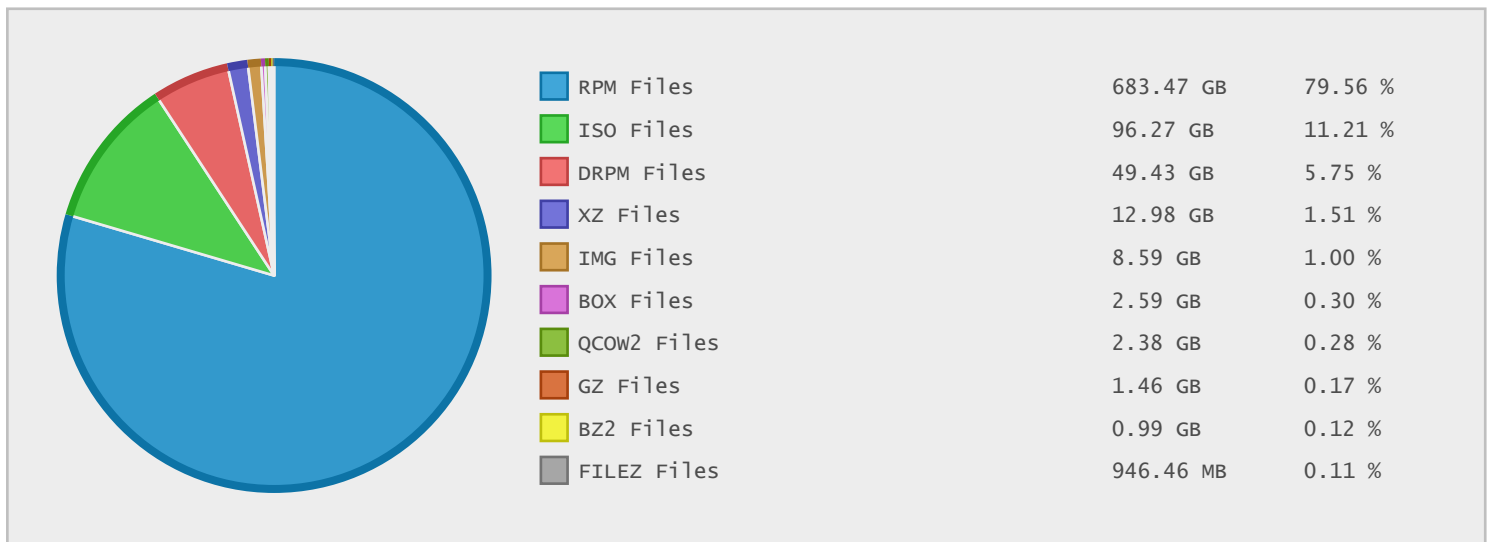 RPM Files 683.47 GB 79.56 %
ISO Files 96.27 GB 11.21 %
DRPM Files 49.43 GB 5.75 %
XZ Files 12.98 GB 1.51 %
IMG Files 8.59 GB 1.00 %
BOX Files 2.59 GB 0.30 %
QCOW2 Files 2.38 GB 0.28 %
GZ Files 1.46 GB 0.17 %
BZ2 Files 0.99 GB 0.12 %
FILEZ Files 946.46 MB 0.11 %